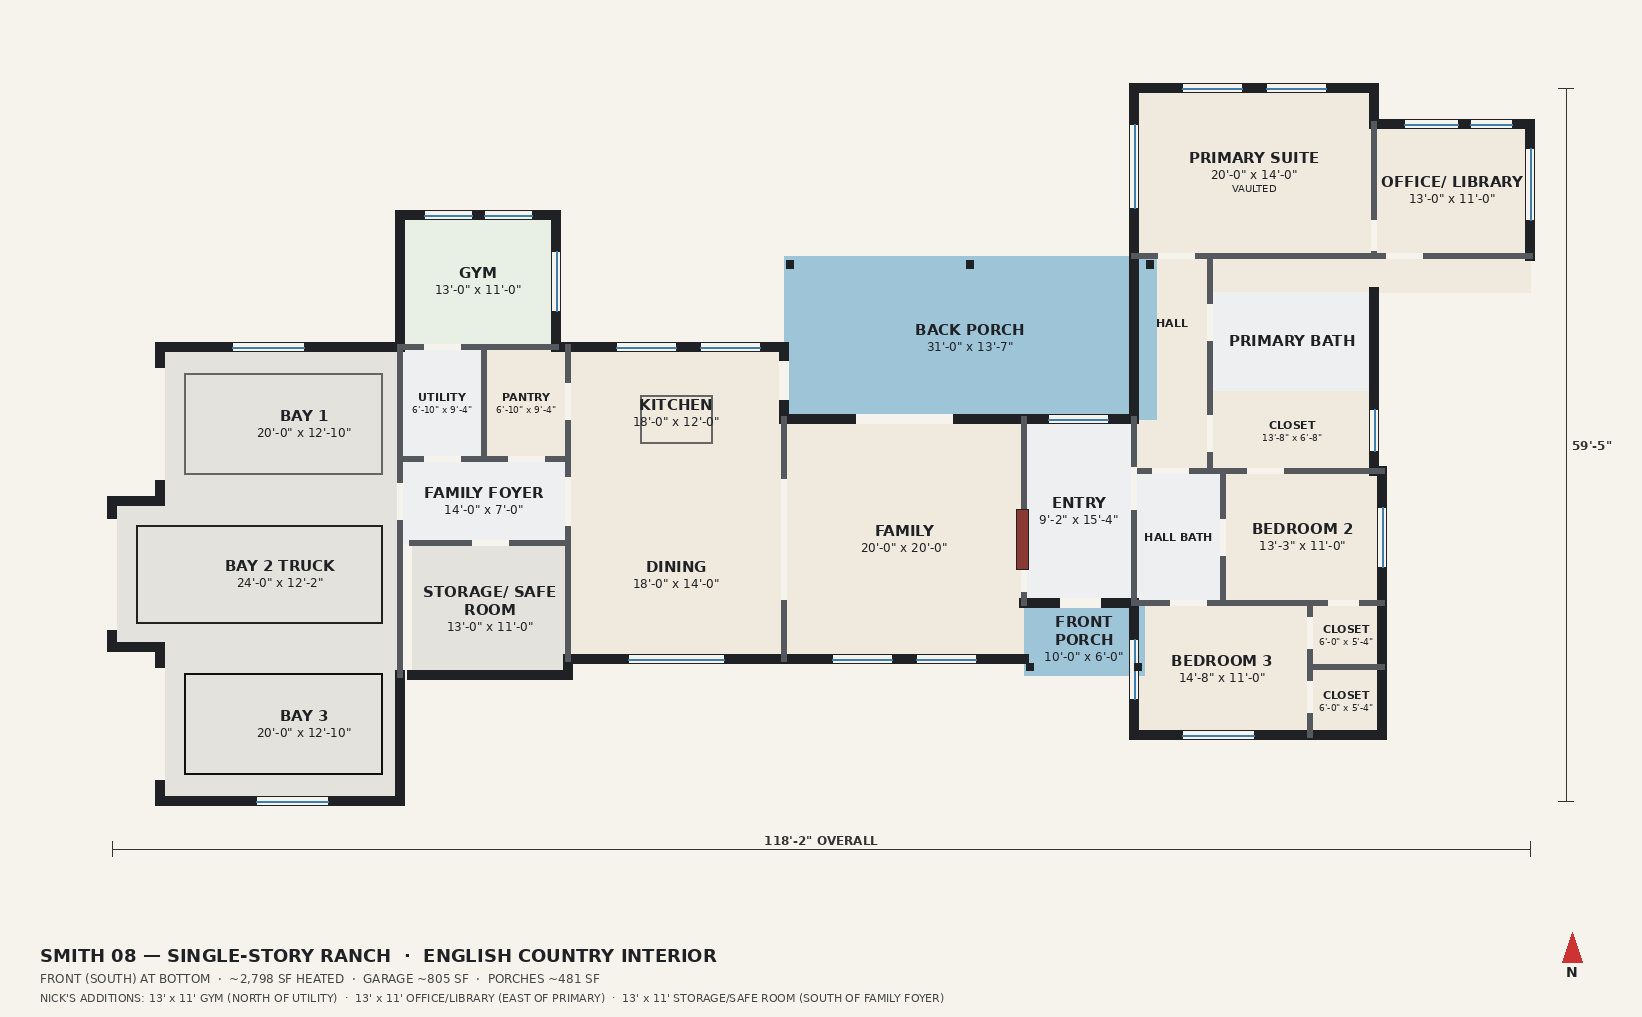 PRIMARY SUITE
20'-0" x 14'-0"
VAULTED
OFFICE/ LIBRARY
13'-0" x 11'-0"
GYM
13'-0" x 11'-0"
BACK PORCH
31'-0" x 13'-7"
HALL
PRIMARY BATH
UTILITY
6'-10" x 9'-4"
PANTRY
6'-10" x 9'-4"
KITCHEN
18'-0" x 12'-0"
BAY 1
20'-0" x 12'-10"
CLOSET
13'-8" x 6'-8"
59'-5"
FAMILY FOYER
14'-0" x 7'-0"
ENTRY
9'-2" x 15'-4"
FAMILY
20'-0" x 20'-0"
HALL BATH
BEDROOM 2
13'-3" x 11'-0"
BAY 2 TRUCK
24'-0" x 12'-2"
DINING
18'-0" x 14'-0"
STORAGE/ SAFE
ROOM
13'-0" x 11'-0"
FRONT
PORCH
10'-0" x 6'-0"
CLOSET
6'-0" x 5'-4"
BEDROOM 3
14'-8" x 11'-0"
CLOSET
6'-0" x 5'-4"
BAY 3
20'-0" x 12'-10"
118'-2" OVERALL
SMITH 08 — SINGLE-STORY RANCH · ENGLISH COUNTRY INTERIOR
FRONT (SOUTH) AT BOTTOM · ~2,798 SF HEATED · GARAGE ~805 SF · PORCHES ~481 SF
NICK'S ADDITIONS: 13' x 11' GYM (NORTH OF UTILITY) · 13' x 11' OFFICE/LIBRARY (EAST OF PRIMARY) · 13' x 11' STORAGE/SAFE ROOM (SOUTH OF FAMILY FOYER)
N